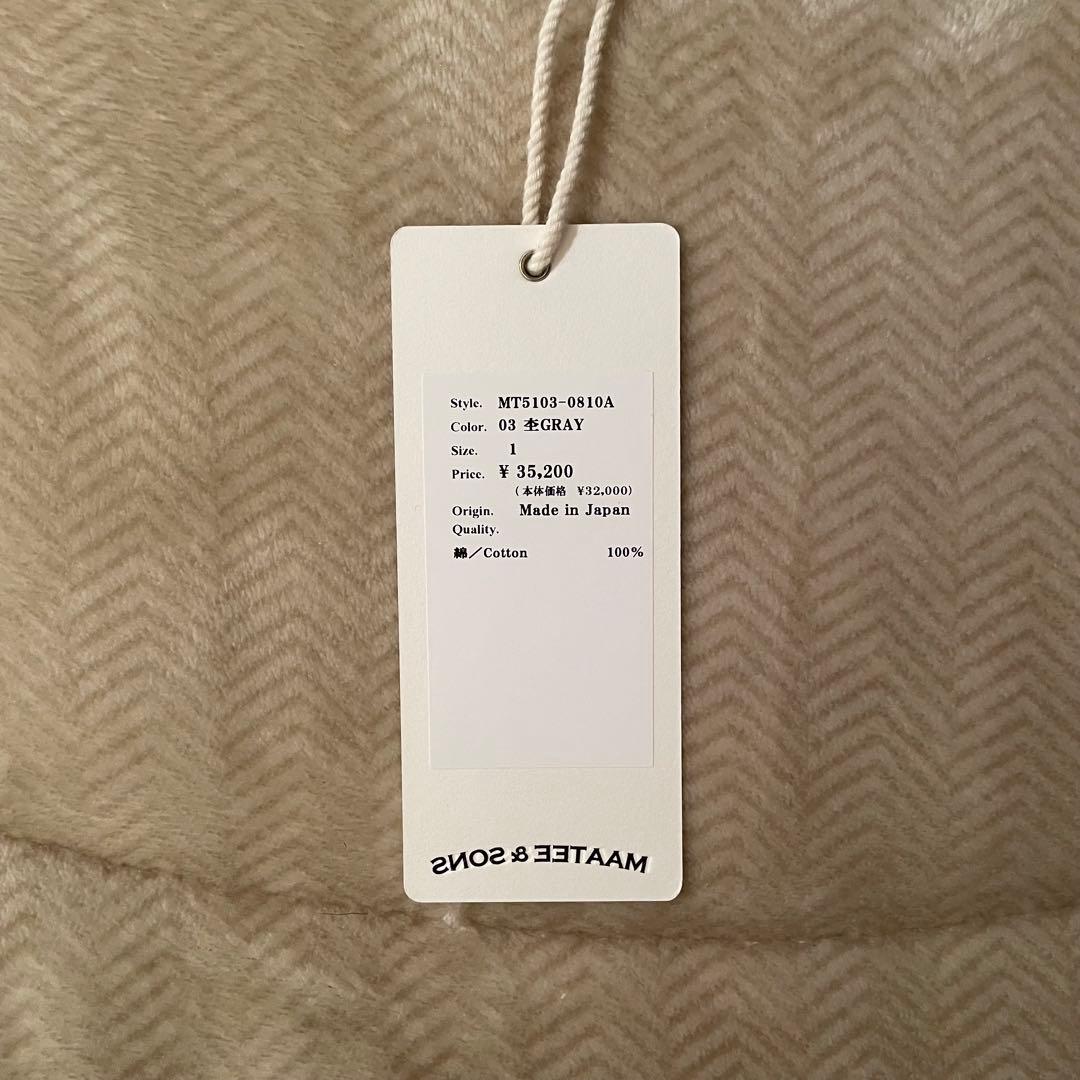 Style. MT5103-0810A
Color. 03 杢GRAY
Size. 1
Price. ¥ 35,200
(本体価格 ¥32,000)
Origin. Made in Japan
Quality.
綿/Cotton 100%
MAATEE & SONS